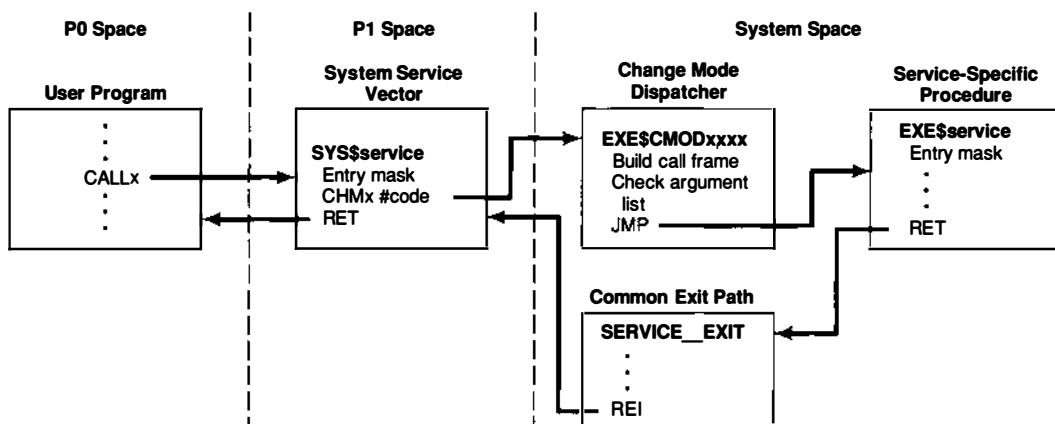 P0 Space
P1 Space
System Space
User Program
CALLx
System Service
Vector
SYS$service
Entry mask
CHMx #code
RET
Change Mode
Dispatcher
EXE$CMODxxxx
Build call frame
Check argument
list
JMP
Service-Specific
Procedure
EXE$service
Entry mask
RET
Common Exit Path
SERVICE__EXIT
REI